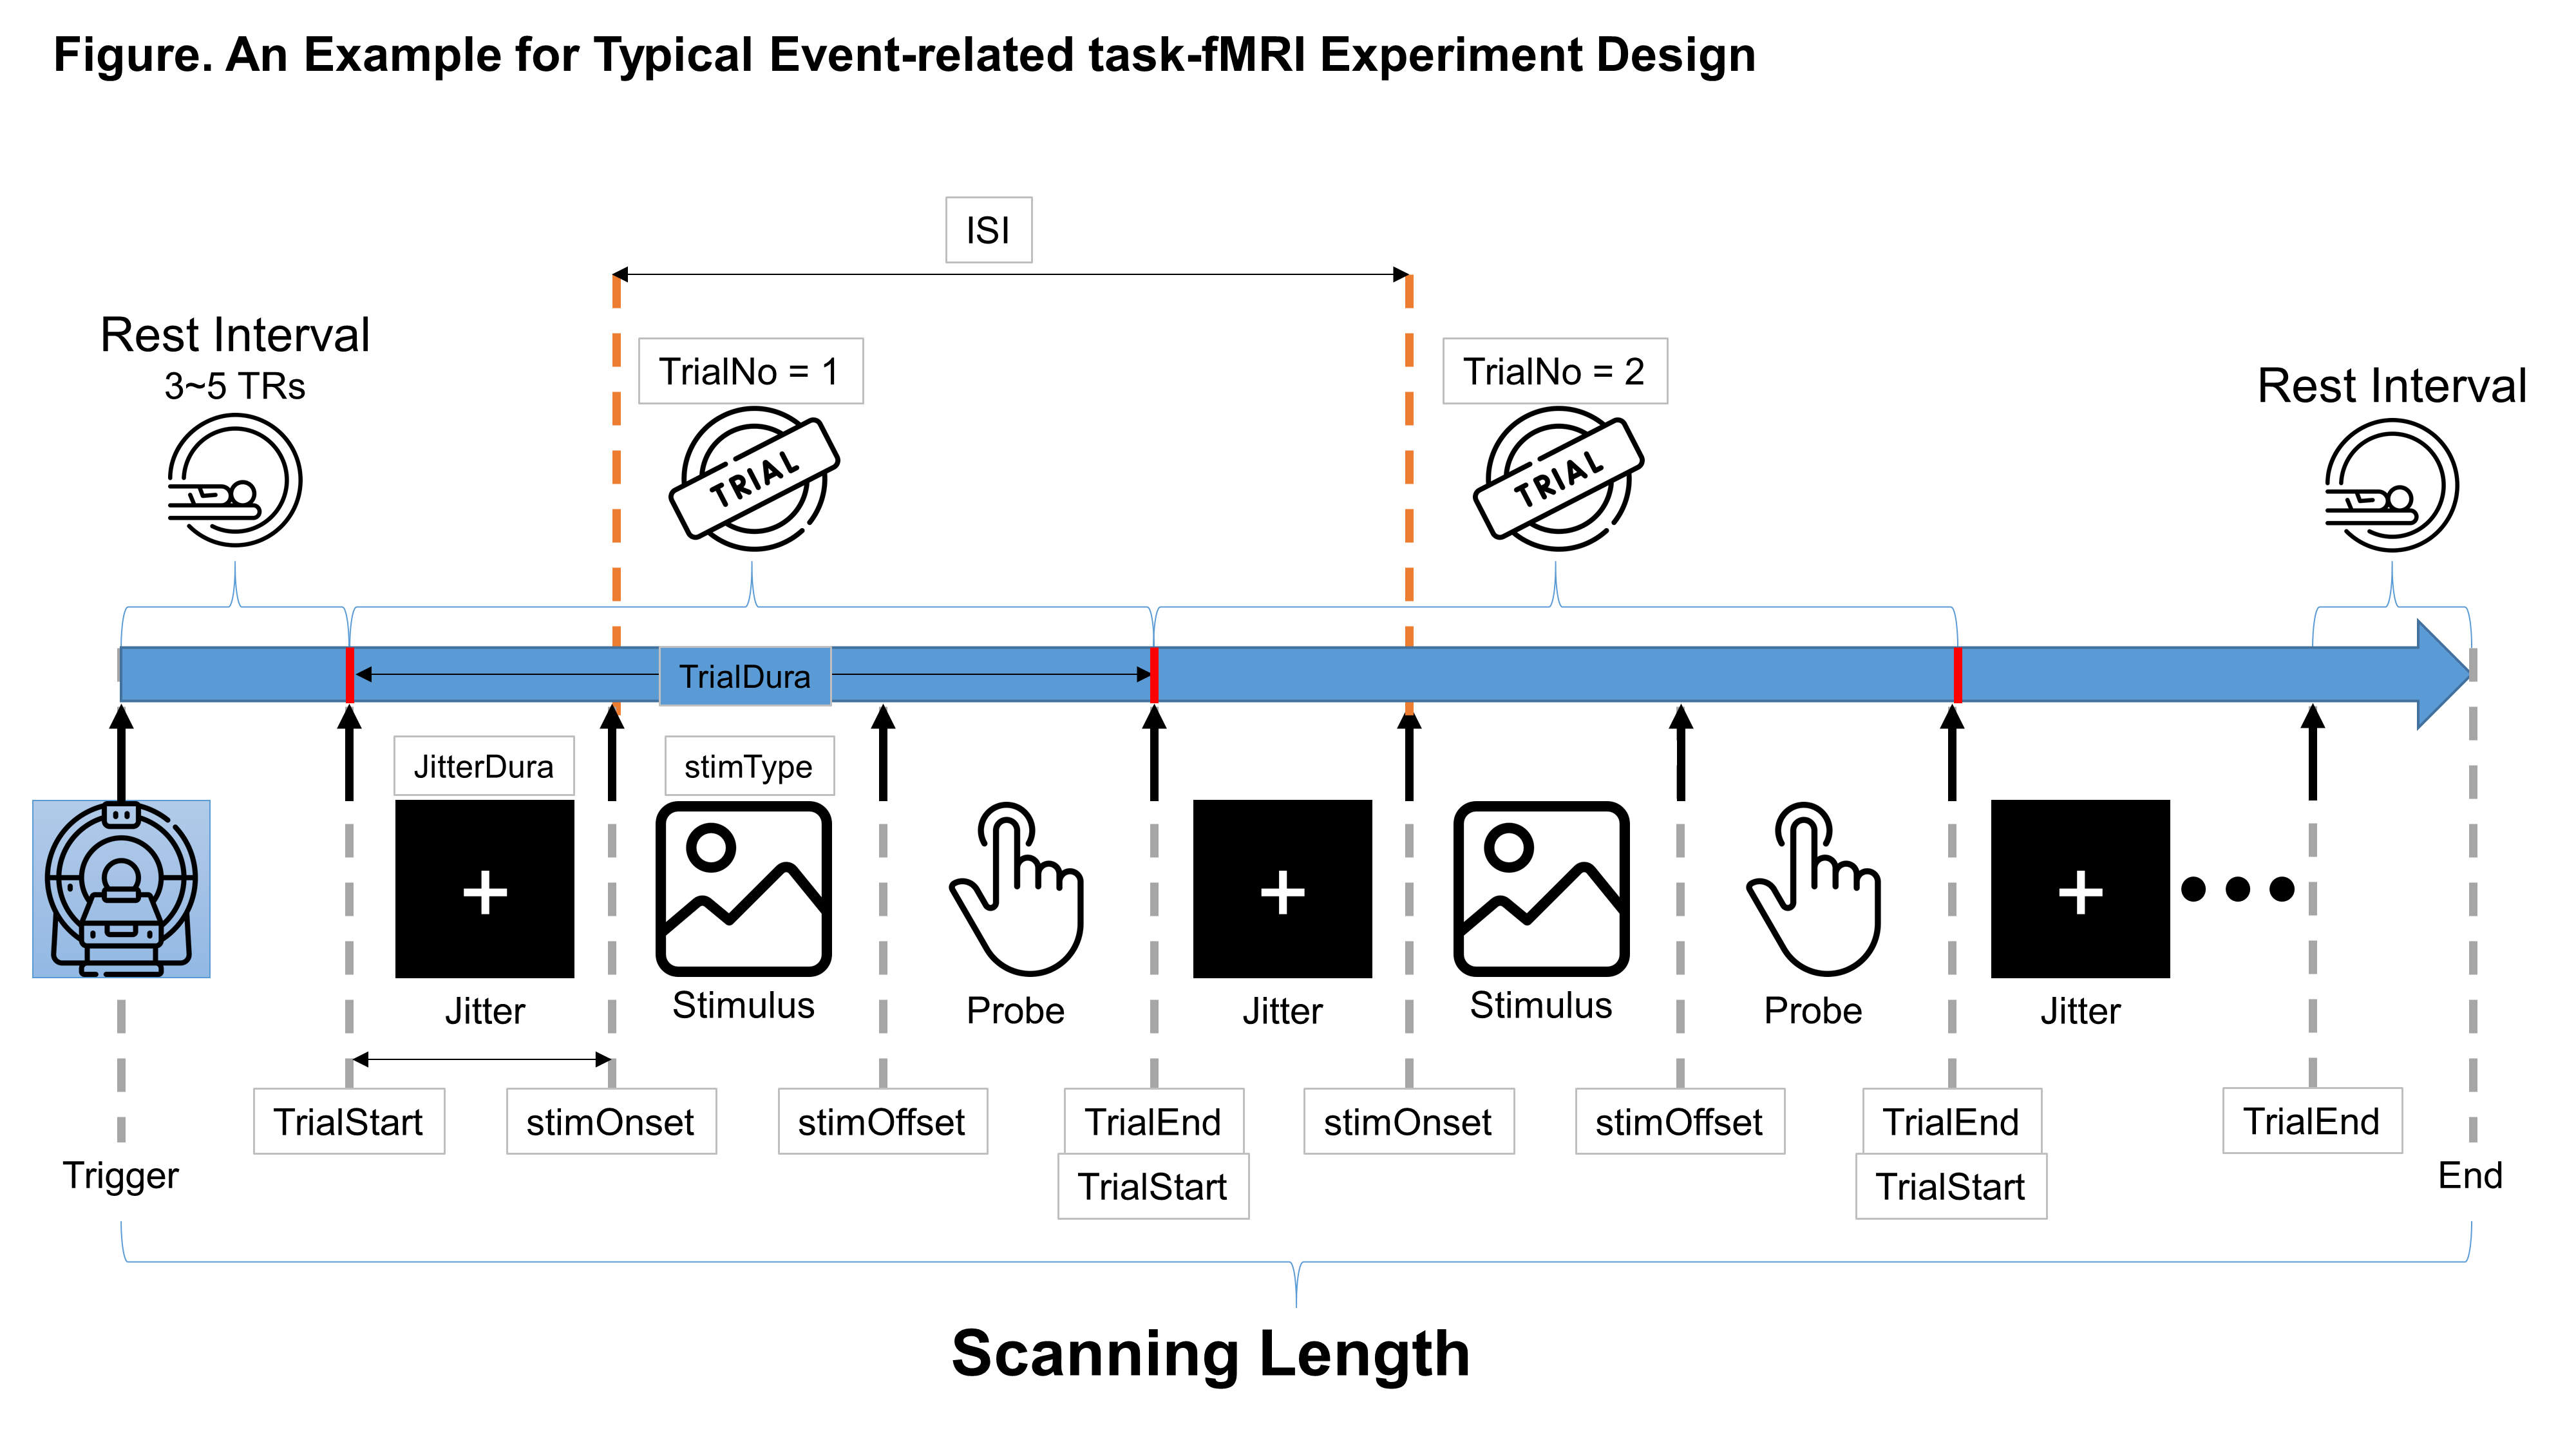 Figure. An Example for Typical Event-related task-fMRI Experiment Design
ISI
Rest Interval
3~5 TRs
TrialNo = 1
TRIAL
TrialNo = 2
TRIAL
Rest Interval
TrialDura
JitterDura
stimType
Jitter
Stimulus
Probe
Jitter
Stimulus
Probe
Jitter
TrialStart
stimOnset
stimOffset
TrialEnd
TrialStart
stimOnset
stimOffset
TrialEnd
TrialStart
TrialEnd
Trigger
End
Scanning Length